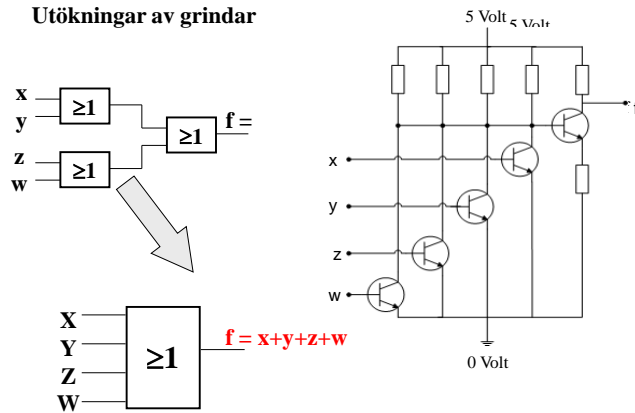 Utökningar av grindar
x
y
≥1
z
w
≥1
≥1
f =
X
Y
Z
W
≥1
f = x+y+z+w
5 Volt
5 Volt
x
y
z
w
0 Volt